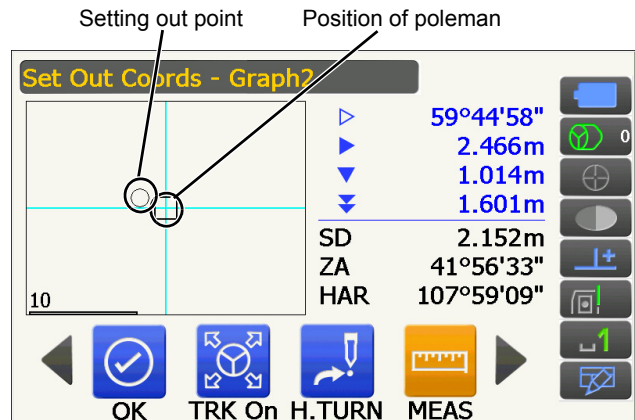 Setting out point
Position of poleman
Set Out Coords - Graph2
59°44'58"
2.466m
1.014m
1.601m
SD 2.152m
ZA 41°56'33"
HAR 107°59'09"
10
0
1
OK TRK On H.TURN MEAS